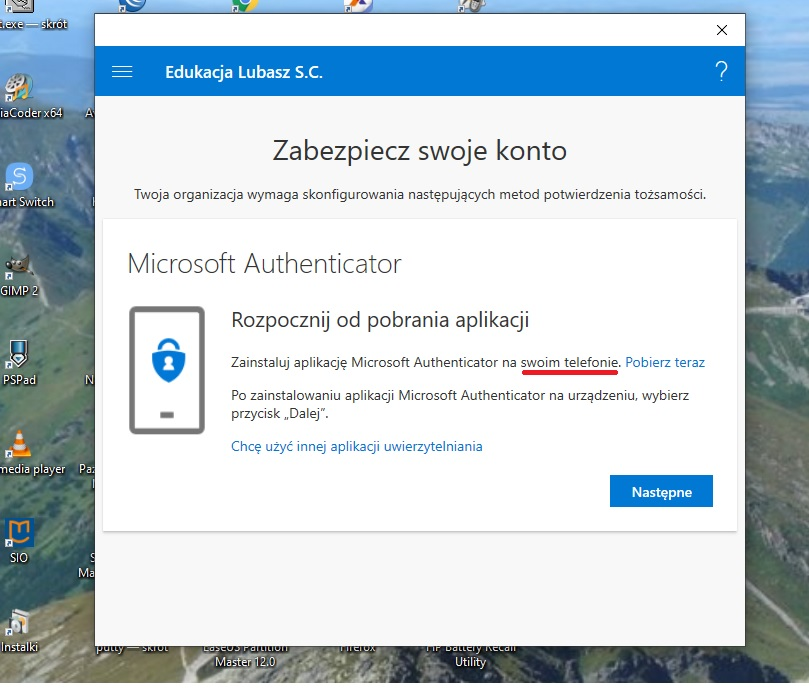 .exe — skrót
Edukacja Lubasz S.C.
?
iaCoder x64
Zabezpiecz swoje konto
Twoja organizacja wymaga skonfigurowania następujących metod potwierdzenia tożsamości.
art Switch
Microsoft Authenticator
GIMP 2
Rozpocznij od pobrania aplikacji
Zainstaluj aplikację Microsoft Authenticator na swoim telefonie. Pobierz teraz
PSPad
N
Po zainstalowaniu aplikacji Microsoft Authenticator na urządzeniu, wybierz
przycisk „Dalej”.
Chcę użyć innej aplikacji uwierzytelniania
media player
Paz
Następne
SIO
S
Ma
Instalki
putty — skrót
EaseUS Partition
Master 12.0
Firefox
HP Battery Recall
Utility